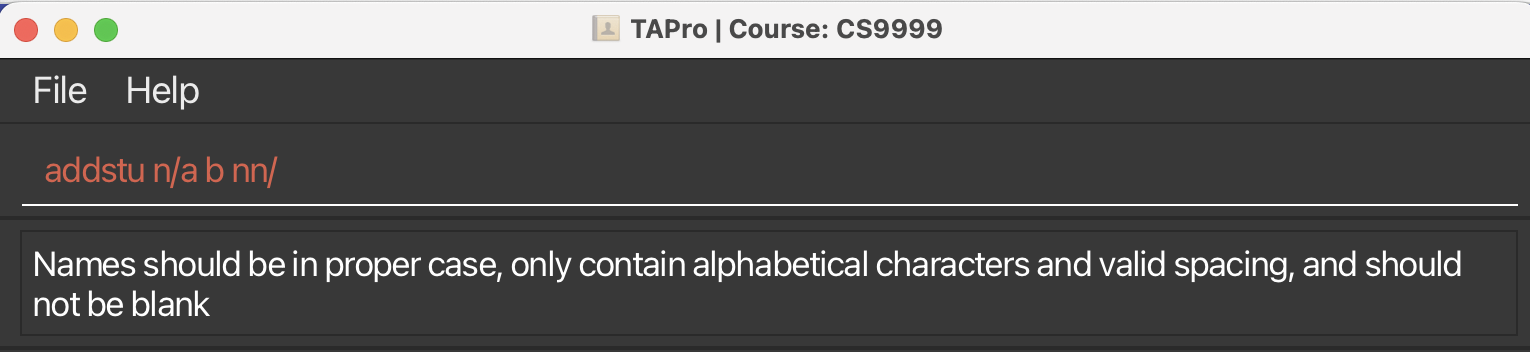 TAPro | Course: CS9999
File Help
addstu n/a b nn/
Names should be in proper case, only contain alphabetical characters and valid spacing, and should
not be blank